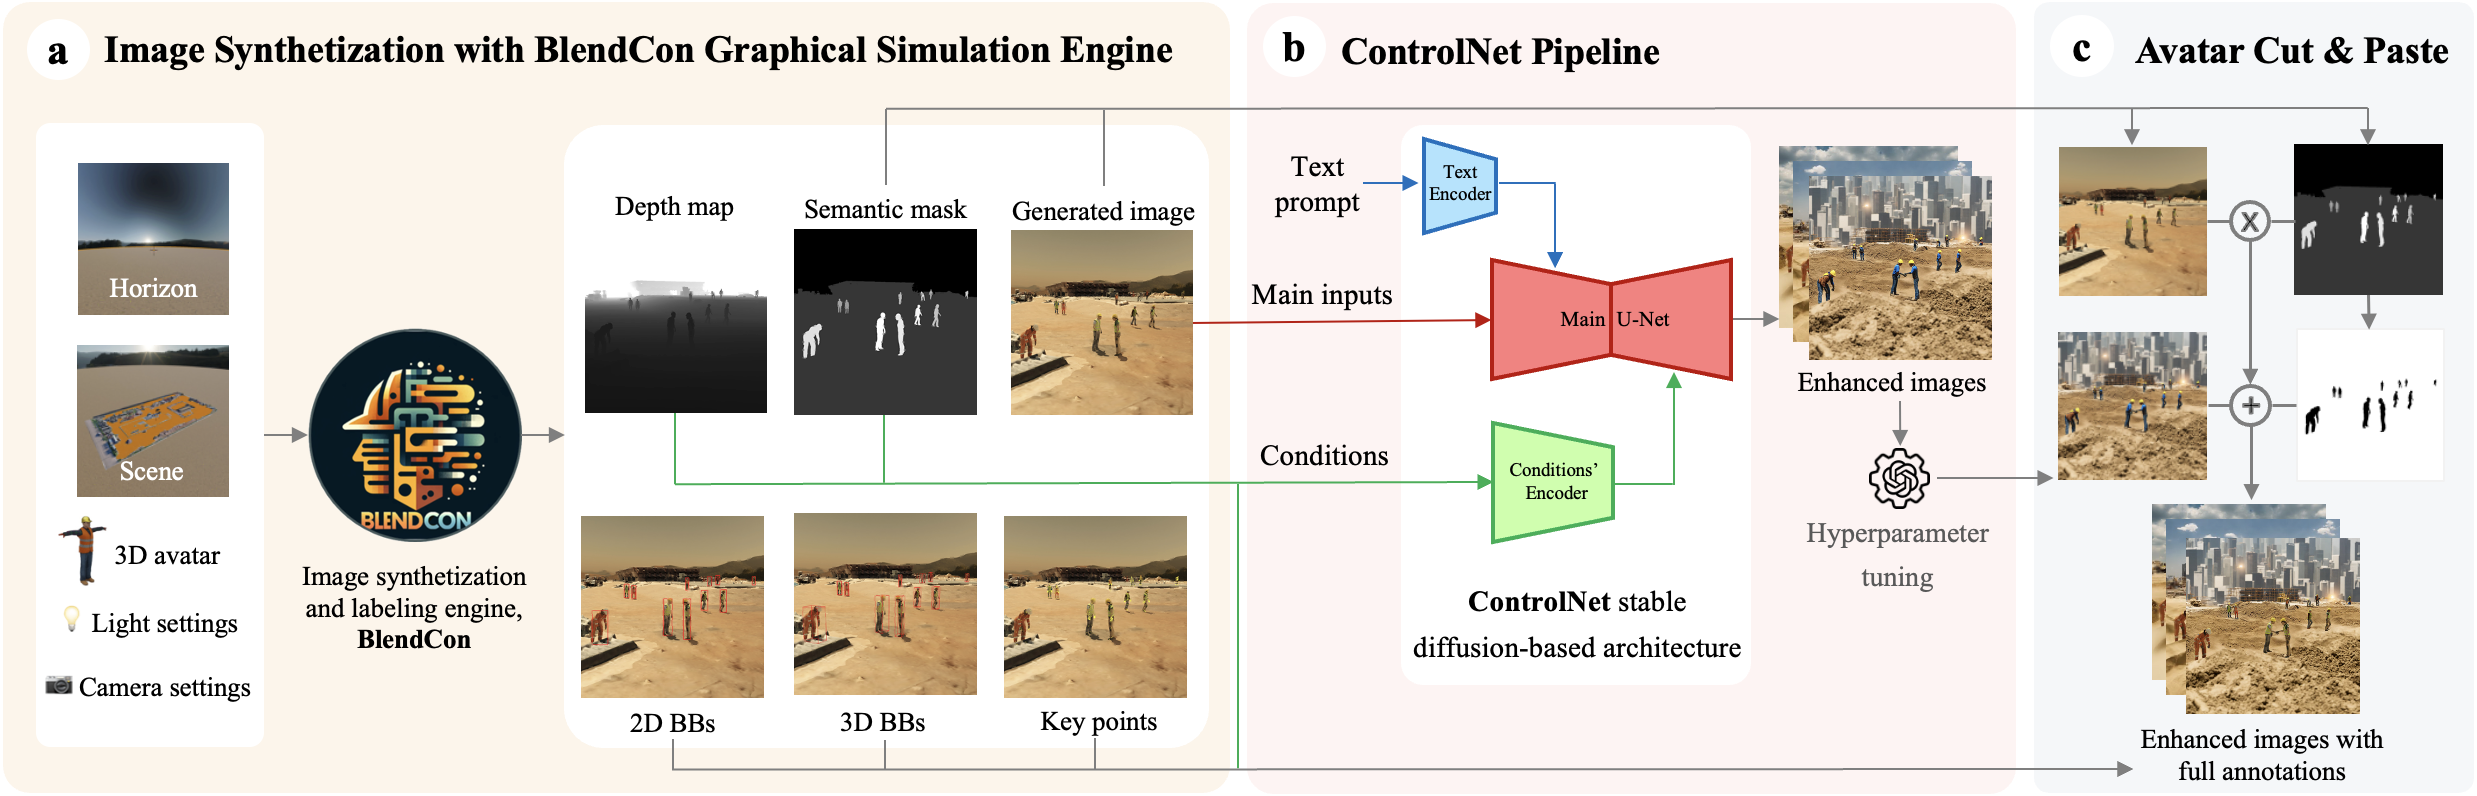 a Image Synthetization with BlendCon Graphical Simulation Engine
Horizon
Scene
3D avatar
Light settings
Camera settings
BLENDCON
Image synthetization
and labeling engine,
BlendCon
Depth map
Semantic mask
Generated image
2D BBs
3D BBs
Key points
b ControlNet Pipeline
Text
prompt
Text
Encoder
Main inputs
Main U-Net
Conditions
Conditions’
Encoder
ControlNet stable
diffusion-based architecture
Enhanced images
Hyperparameter
tuning
c Avatar Cut & Paste
X
+
Enhanced images with
full annotations